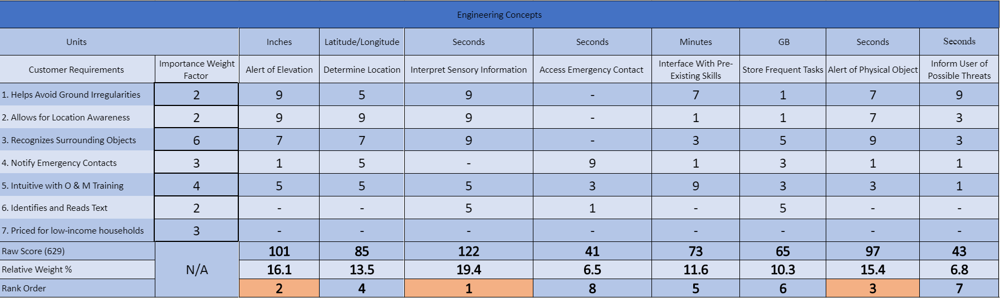 Engineering Concepts
Units Inches Latitude/Longitude Seconds Seconds Minutes GB Seconds Seconds
Customer Requirements Importance Weight Factor Alert of Elevation Determine Location Interpret Sensory Information Access Emergency Contact Interface With Pre-Existing Skills Store Frequent Tasks Alert of Physical Object Inform User of Possible Threats
1. Helps Avoid Ground Irregularities 2 9 5 9 - 7 1 7 9
2. Allows for Location Awareness 2 9 9 9 - 1 1 7 3
3. Recognizes Surrounding Objects 6 7 7 9 - 3 5 9 3
4. Notify Emergency Contacts 3 1 5 - 9 1 3 1 1
5. Intuitive with O & M Training 4 5 5 5 3 9 3 3 1
6. Identifies and Reads Text 2 - - 5 1 - 5 - -
7. Priced for low-income households 3 - - - - - - - -
Raw Score (629) N/A 101 85 122 41 73 65 97 43
Relative Weight % 16.1 13.5 19.4 6.5 11.6 10.3 15.4 6.8
Rank Order 2 4 1 8 5 6 3 7